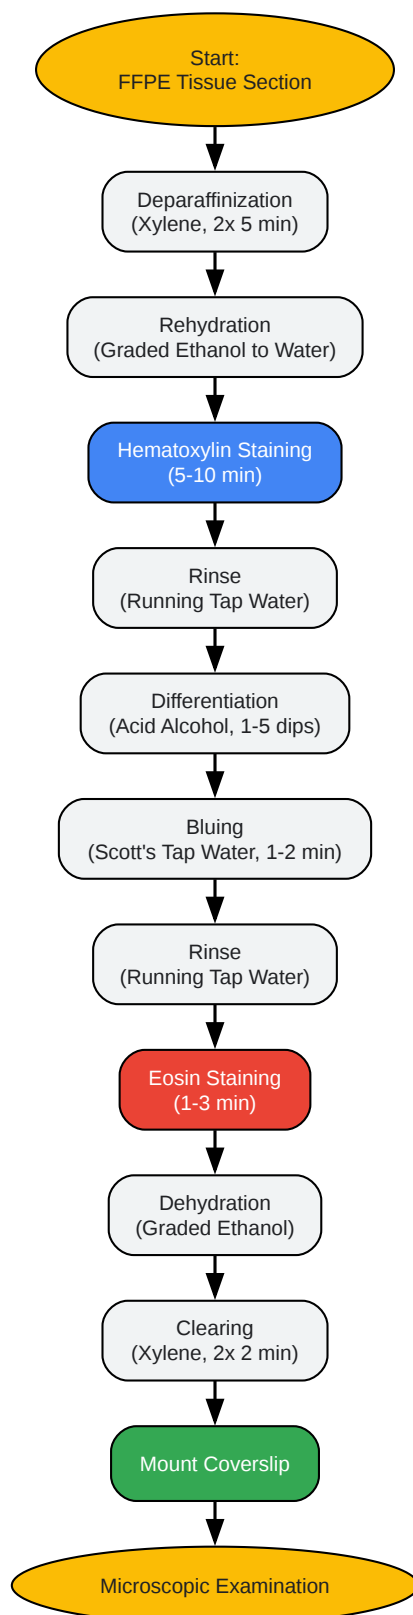 Start:
FFPE Tissue Section
Deparaffinization
(Xylene, 2x 5 min)
Rehydration
(Graded Ethanol to Water)
Hematoxylin Staining
(5-10 min)
Rinse
(Running Tap Water)
Differentiation
(Acid Alcohol, 1-5 dips)
Bluing
(Scott's Tap Water, 1-2 min)
Rinse
(Running Tap Water)
Eosin Staining
(1-3 min)
Dehydration
(Graded Ethanol)
Clearing
(Xylene, 2x 2 min)
Mount Coverslip
Microscopic Examination